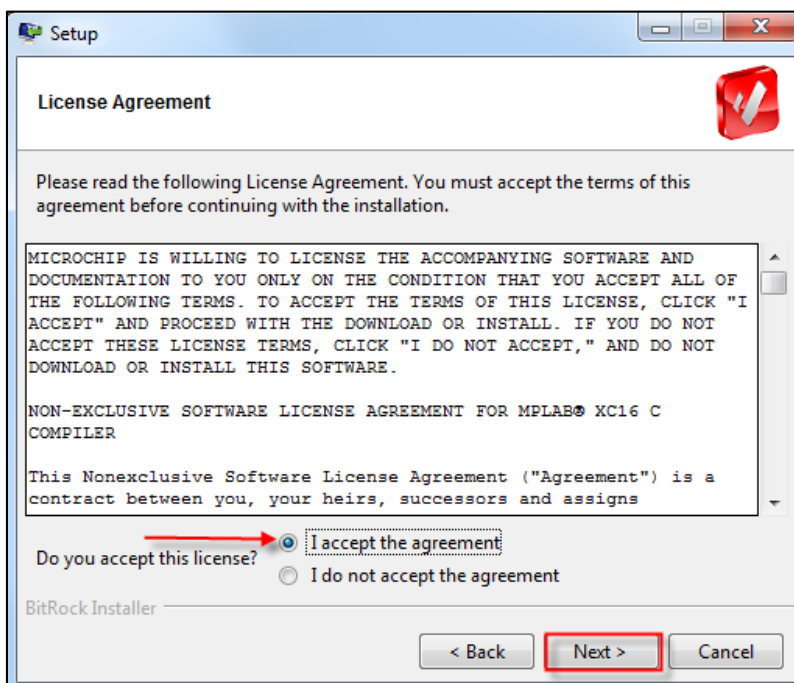 Setup
License Agreement
Please read the following License Agreement. You must accept the terms of this
agreement before continuing with the installation.
MICROCHIP IS WILLING TO LICENSE THE ACCOMPANYING SOFTWARE AND
DOCUMENTATION TO YOU ONLY ON THE CONDITION THAT YOU ACCEPT ALL OF
THE FOLLOWING TERMS. TO ACCEPT THE TERMS OF THIS LICENSE, CLICK "I
ACCEPT" AND PROCEED WITH THE DOWNLOAD OR INSTALL. IF YOU DO NOT
ACCEPT THESE LICENSE TERMS, CLICK "I DO NOT ACCEPT," AND DO NOT
DOWNLOAD OR INSTALL THIS SOFTWARE.
NON-EXCLUSIVE SOFTWARE LICENSE AGREEMENT FOR MPLAB® XC16 C
COMPILER
This Nonexclusive Software License Agreement ("Agreement") is a
contract between you, your heirs, successors and assigns
Do you accept this license?
I accept the agreement
I do not accept the agreement
BitRock Installer
< Back Next > Cancel